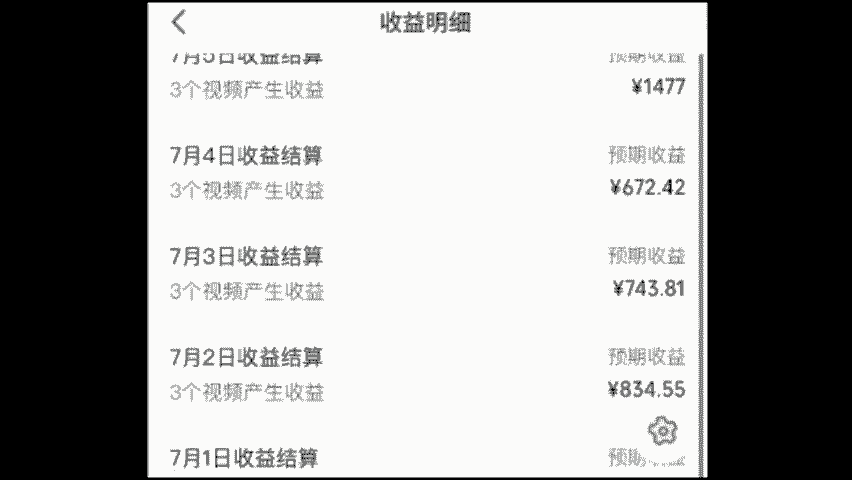 收益明细
7月5日收益结算 预期收益
3个视频产生收益 ¥1477
7月4日收益结算 预期收益
3个视频产生收益 ¥672.42
7月3日收益结算 预期收益
3个视频产生收益 ¥743.81
7月2日收益结算 预期收益
3个视频产生收益 ¥834.55
7月1日收益结算 预期